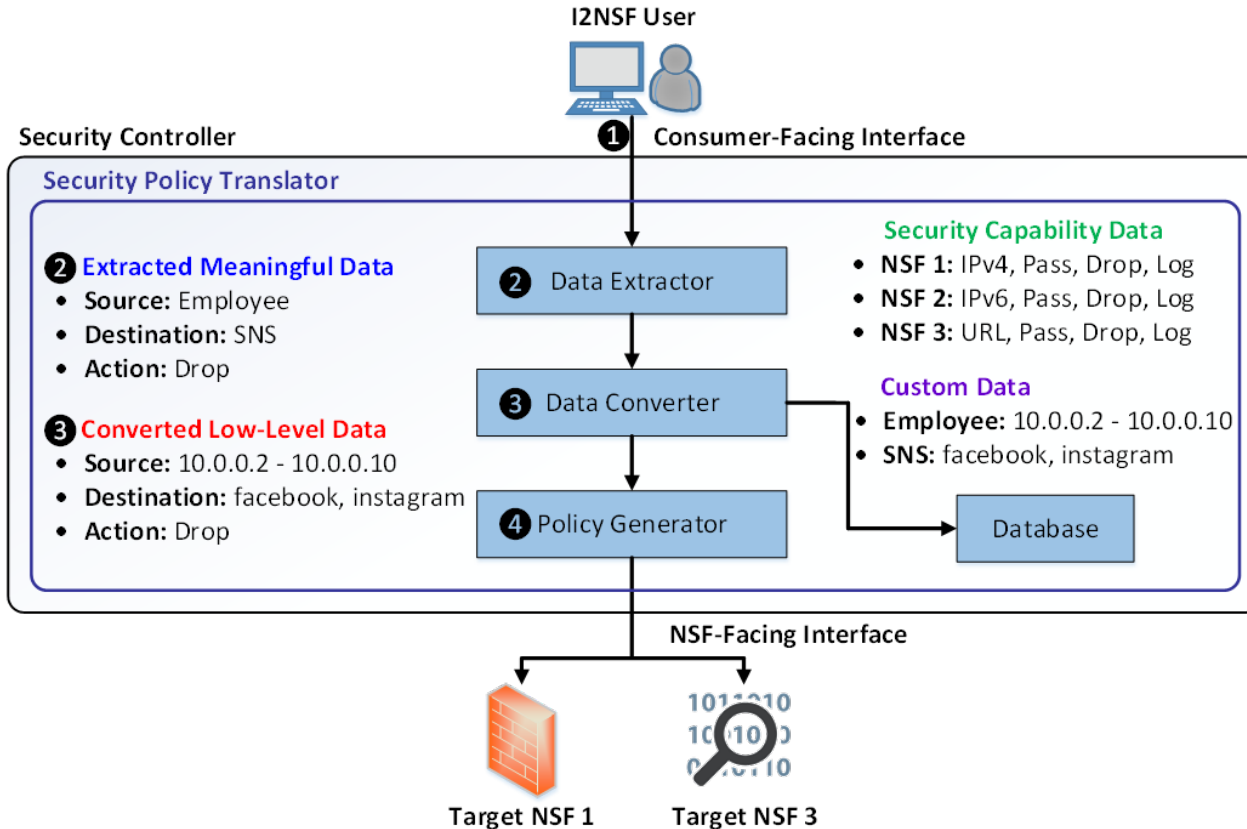 I2NSF User
1 Consumer-Facing Interface
Security Controller
Security Policy Translator
2 Extracted Meaningful Data
• Source: Employee
• Destination: SNS
• Action: Drop
3 Converted Low-Level Data
• Source: 10.0.0.2 - 10.0.0.10
• Destination: facebook, instagram
• Action: Drop
2 Data Extractor
3 Data Converter
4 Policy Generator
Security Capability Data
• NSF 1: IPv4, Pass, Drop, Log
• NSF 2: IPv6, Pass, Drop, Log
• NSF 3: URL, Pass, Drop, Log
Custom Data
• Employee: 10.0.0.2 - 10.0.0.10
• SNS: facebook, instagram
Database
NSF-Facing Interface
Target NSF 1
Target NSF 3